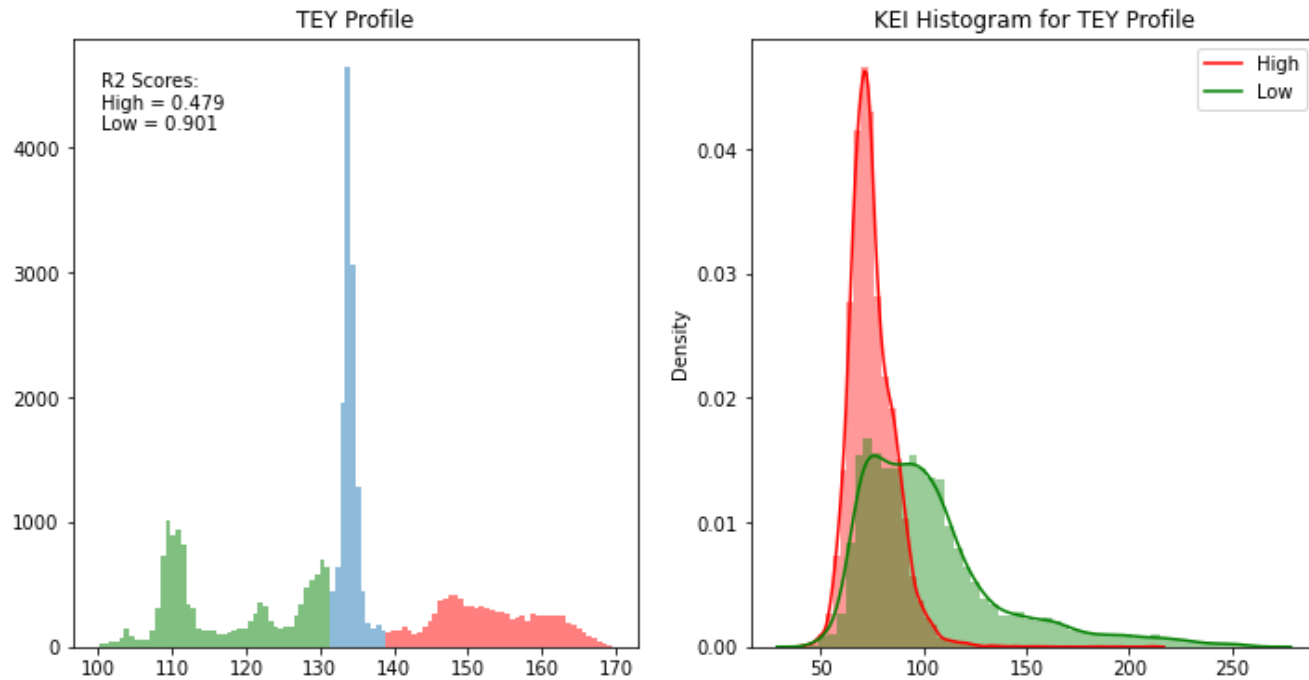 TEY Profile
R2 Scores:
High = 0.479
Low = 0.901
4000
3000
2000
1000
0
100 110 120 130 140 150 160 170
KEI Histogram for TEY Profile
High
Low
Density
0.04
0.03
0.02
0.01
0.00
50 100 150 200 250